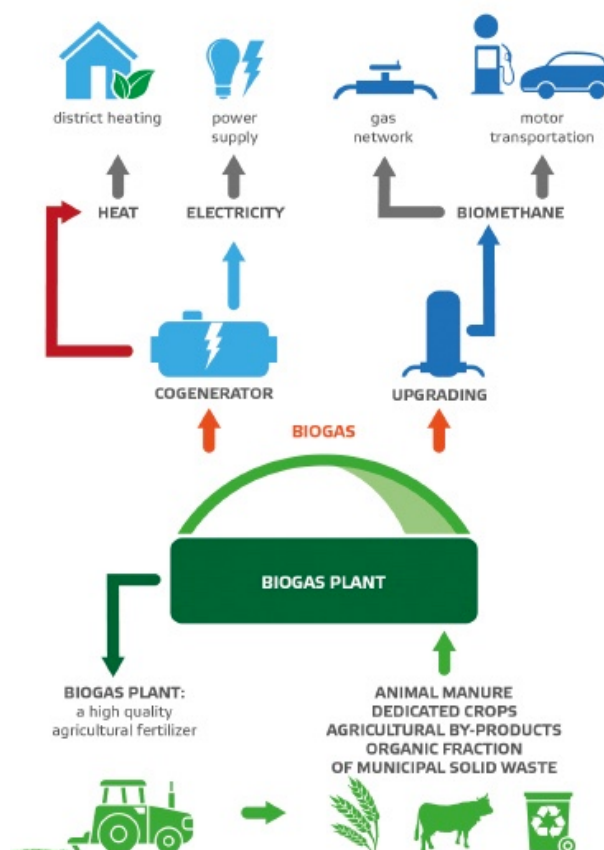 district heating
power
supply
gas
network
motor
transportation
HEAT
ELECTRICITY
BIOMETHANE
COGENERATOR
UPGRADING
BIOGAS
BIOGAS PLANT
BIOGAS PLANT:
a high quality
agricultural fertilizer
ANIMAL MANURE
DEDICATED CROPS
AGRICULTURAL BY-PRODUCTS
ORGANIC FRACTION
OF MUNICIPAL SOLID WASTE